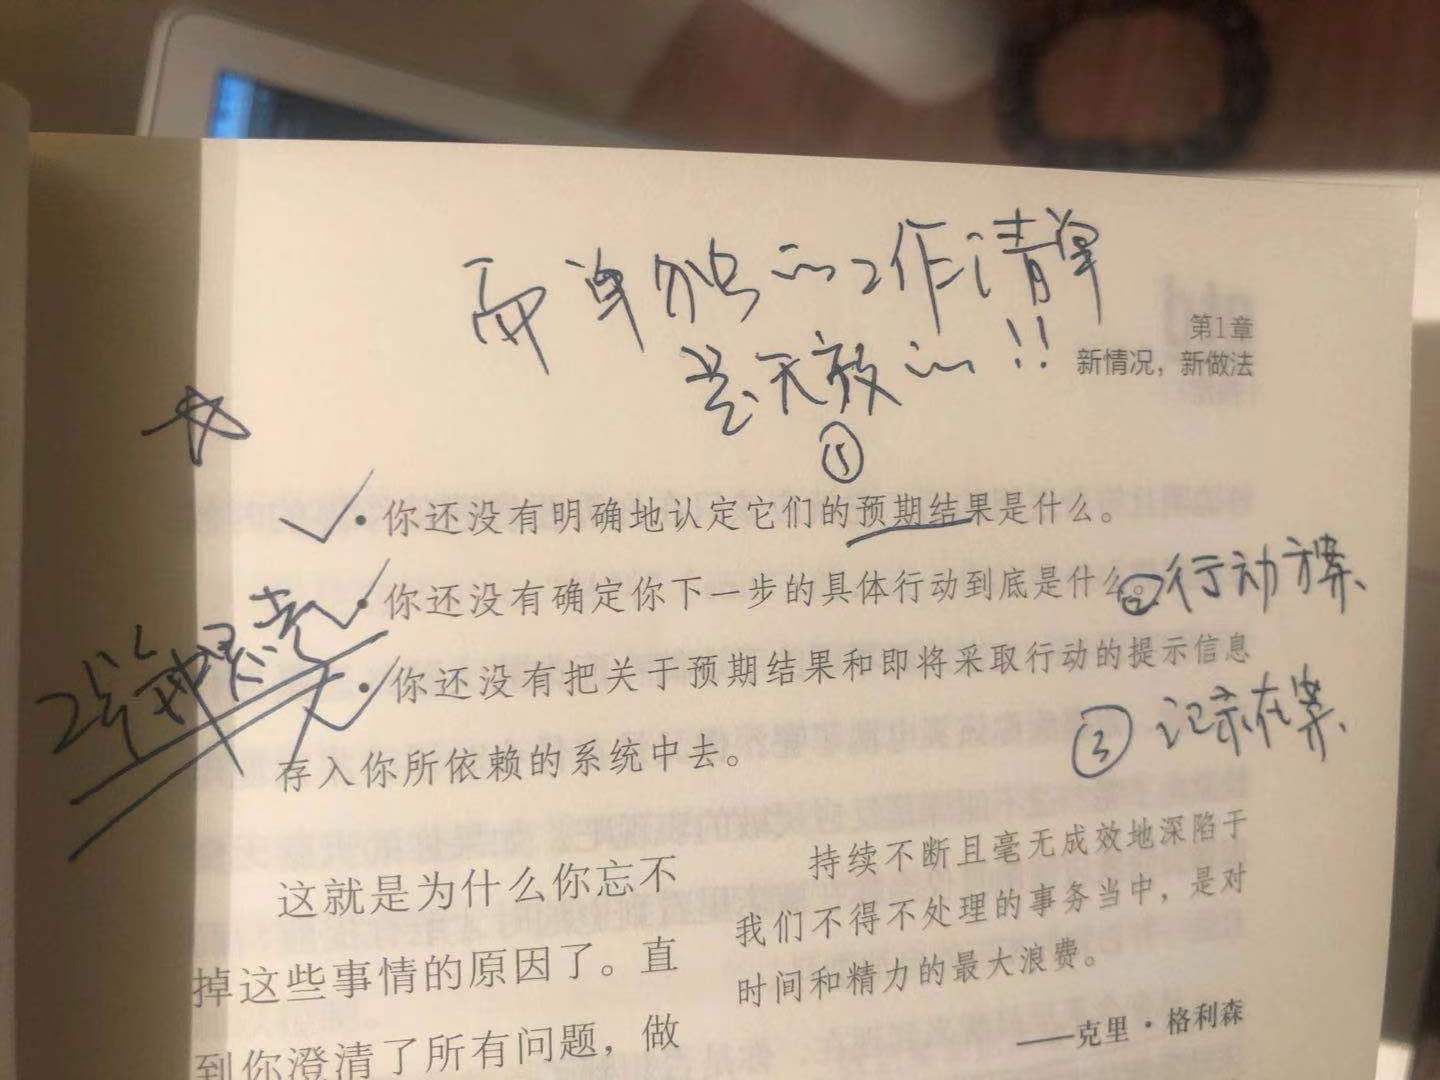 而单独的工作清单
是无敌的!!
第1章
新情况，新做法
①
• 你还没有明确地认定它们的预期结果是什么。
• 你还没有确定你下一步的具体行动到底是什么
② 行动方案、
• 你还没有把关于预期结果和即将采取行动的提示信息
存入你所依赖的系统中去。
③ 记录在案、
这就是为什么你忘不
掉这些事情的原因了。直
到你澄清了所有问题，做
持续不断且毫无成效地深陷于
我们不得不处理的事务当中，是对
时间和精力的最大浪费。
——克里·格利森